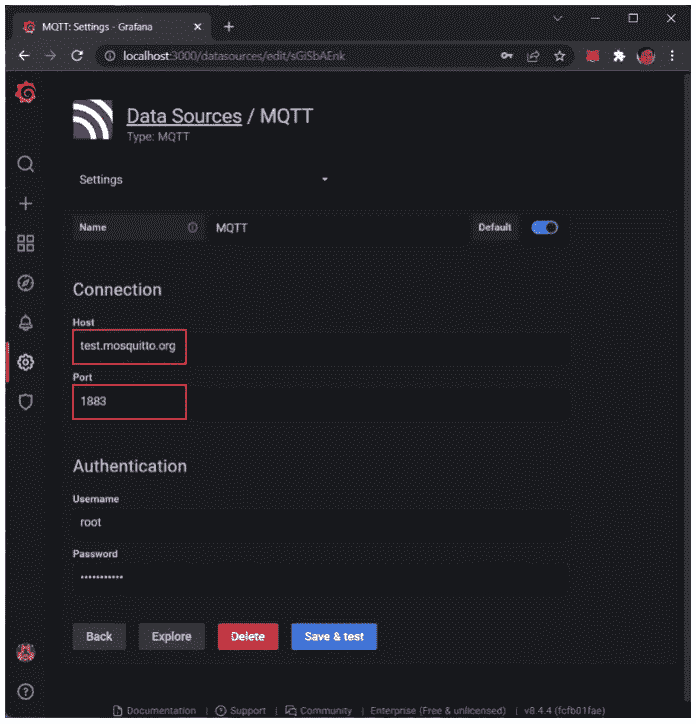 MQTT: Settings - Grafana
localhost:3000/datasources/edit/sGiSbAEnk
Data Sources / MQTT
Type: MQTT
Settings
Name MQTT Default
Connection
Host
test.mosquitto.org
Port
1883
Authentication
Username
root
Password
•••••••••••
Back Explore Delete Save & test
Documentation | Support | Community | Enterprise (Free & unlicensed) | v8.4.4 (fcfb01fae)